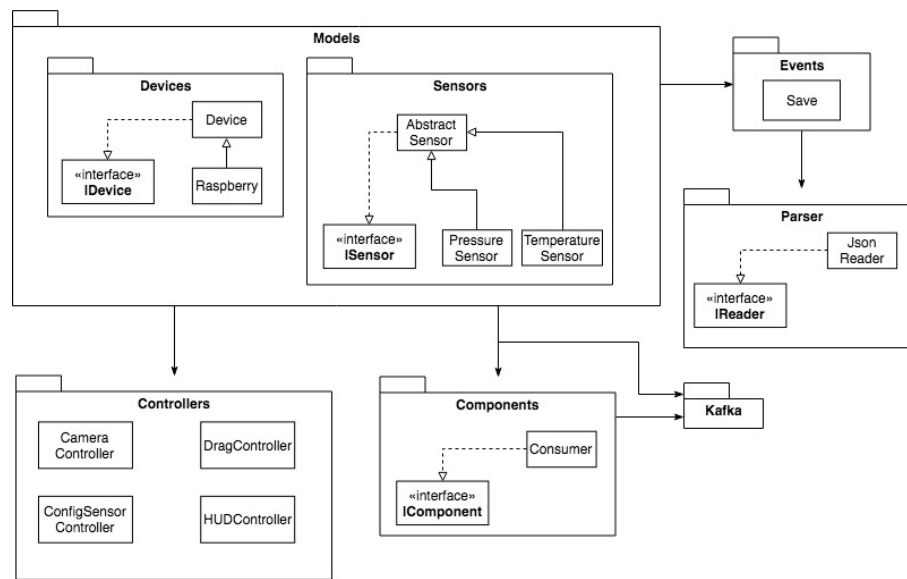 Models
Devices
Device
«interface»
IDevice
Raspberry
Sensors
Abstract
Sensor
«interface»
ISensor
Pressure
Sensor
Temperature
Sensor
Events
Save
Parser
Json
Reader
«interface»
IReader
Controllers
Camera
Controller
DragController
ConfigSensor
Controller
HUDController
Components
Consumer
«interface»
IComponent
Kafka